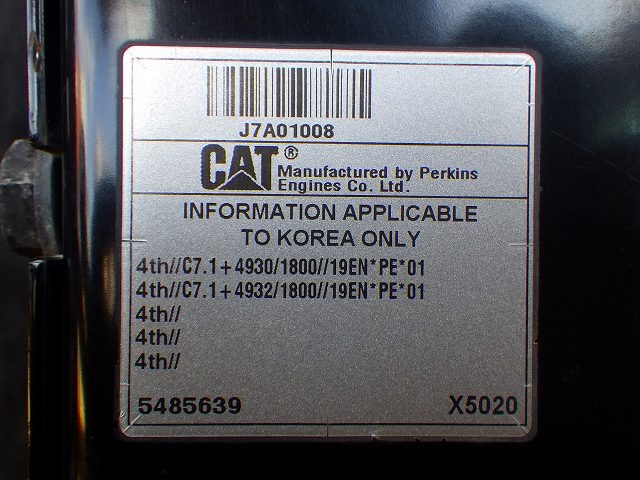 J7A01008
CAT® Manufactured by Perkins
Engines Co. Ltd.
INFORMATION APPLICABLE
TO KOREA ONLY
4th//C7.1+4930/1800//19EN*PE*01
4th//C7.1+4932/1800//19EN*PE*01
4th//
4th//
4th//
5485639 X5020